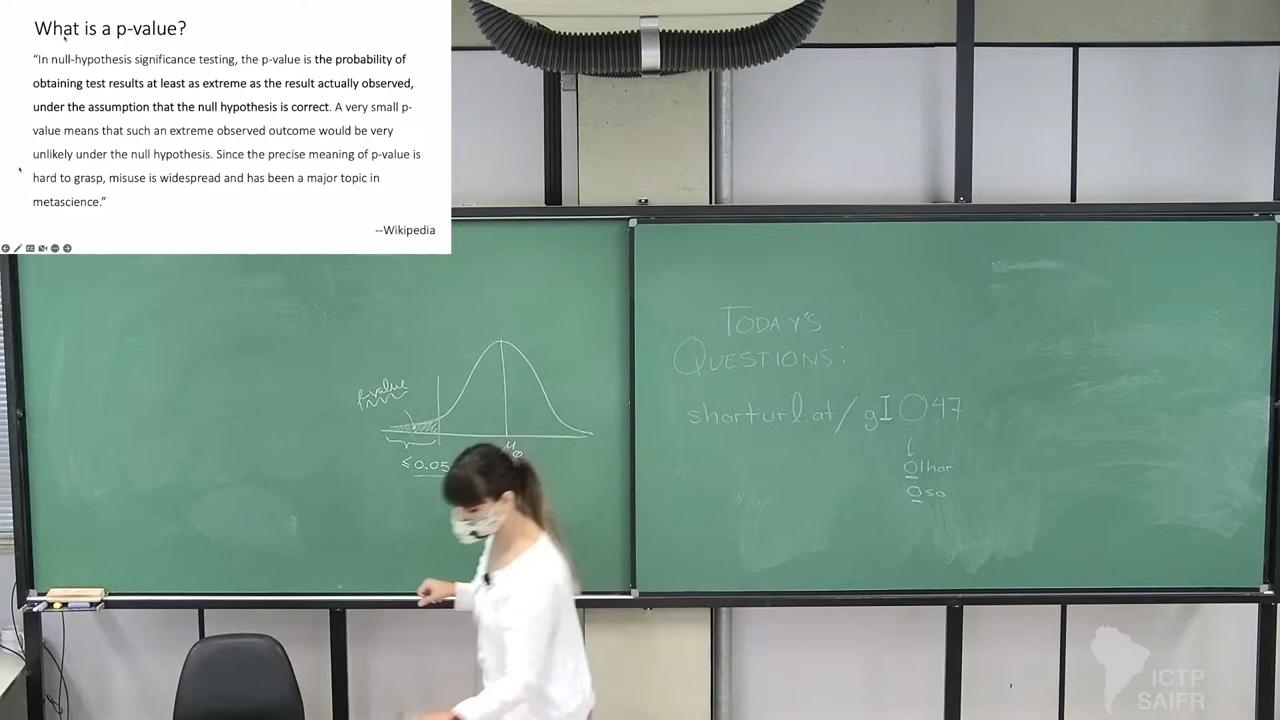 What is a p-value?
“In null-hypothesis significance testing, the p-value is the probability of
obtaining test results at least as extreme as the result actually observed,
under the assumption that the null hypothesis is correct. A very small p-
value means that such an extreme observed outcome would be very
unlikely under the null hypothesis. Since the precise meaning of p-value is
hard to grasp, misuse is widespread and has been a major topic in
metascience.”
--Wikipedia
p-value
≤0.05
TODAY'S
QUESTIONS:
shorturl.at/gIO47
Olhar
Oso
ICTP
SAIFR